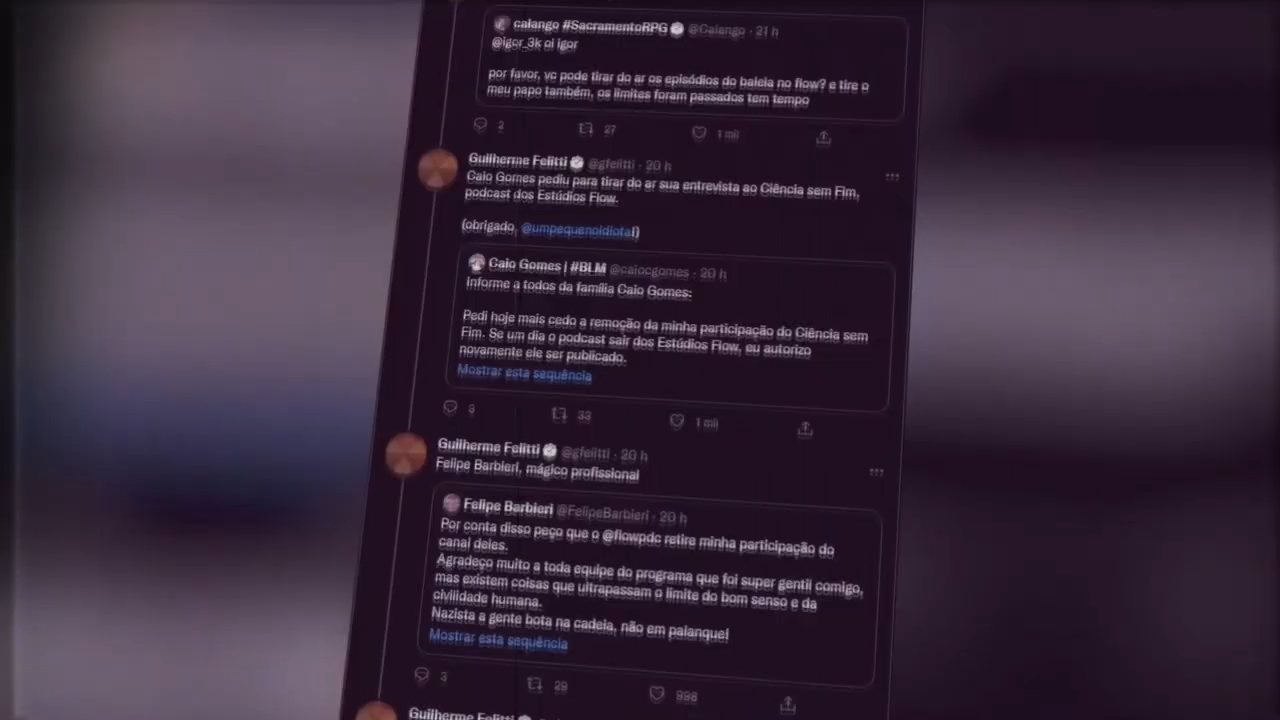 calango #SacramentoRPG @Calango · 21 h
@igor_3k oi igor
por favor, vc pode tirar do ar os episódios do baleia no flow? e tire o
meu papo também, os limites foram passados tem tempo
2 27 1 mil
Guilherme Felitti @gfelitti · 20 h
Caio Gomes pediu para tirar do ar sua entrevista ao Ciência sem Fim,
podcast dos Estúdios Flow.
(obrigado, @umpequenoidiota!)
Caio Gomes | #BLM @caiocgomes · 20 h
Informe a todos da família Caio Gomes:
Pedi hoje mais cedo a remoção da minha participação do Ciência sem
Fim. Se um dia o podcast sair dos Estúdios Flow, eu autorizo
novamente ele ser publicado.
Mostrar esta sequência
3 33 1 mil
Guilherme Felitti @gfelitti · 20 h
Felipe Barbieri, mágico profissional
Felipe Barbieri @FelipeBarbieri · 20 h
Por conta disso peço que o @flowpdc retire minha participação do
canal deles.
Agradeço muito a toda equipe do programa que foi super gentil comigo,
mas existem coisas que ultrapassam o limite do bom senso e da
civilidade humana.
Nazista a gente bota na cadeia, não em palanque!
Mostrar esta sequência
3 29 996
Guilherme Felitti